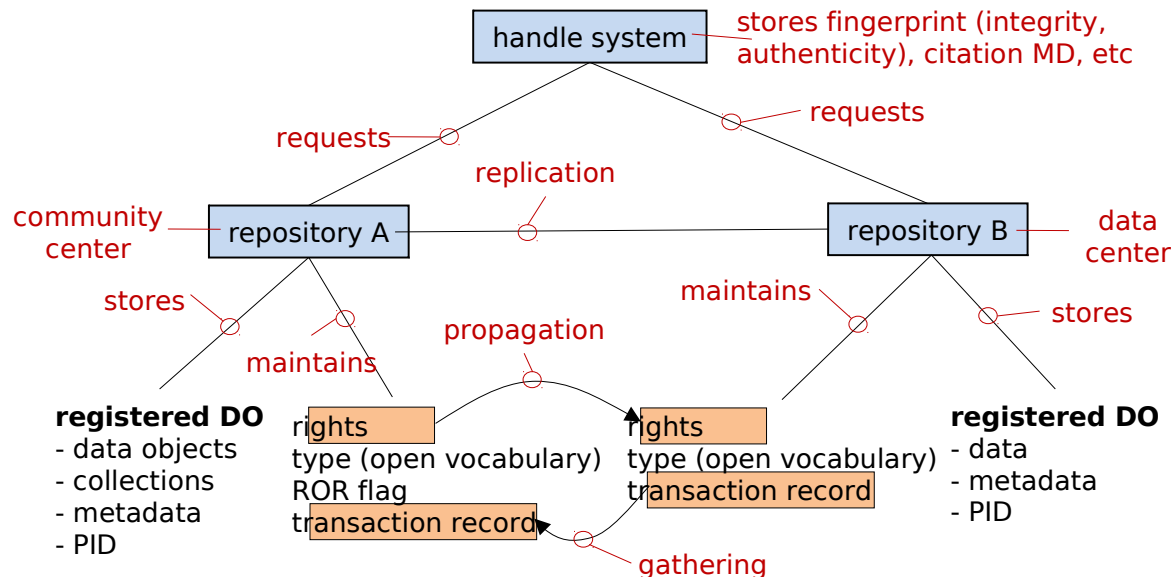 handle system
stores fingerprint (integrity,
authenticity), citation MD, etc
requests
requests
replication
community
center
repository A
repository B
data
center
stores
maintains
propagation
maintains
stores
registered DO
- data objects
- collections
- metadata
- PID
rights
type (open vocabulary)
ROR flag
transaction record
rights
type (open vocabulary)
transaction record
registered DO
- data
- metadata
- PID
gathering